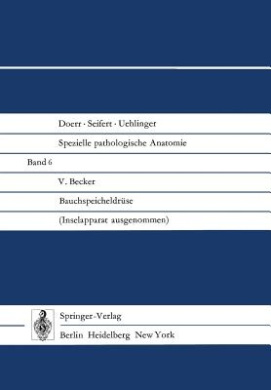 Doerr · Seifert · Uehlinger
Spezielle pathologische Anatomie
Band 6
V. Becker
Bauchspeicheldrüse
(Inselapparat ausgenommen)
Springer-Verlag
Berlin Heidelberg New York